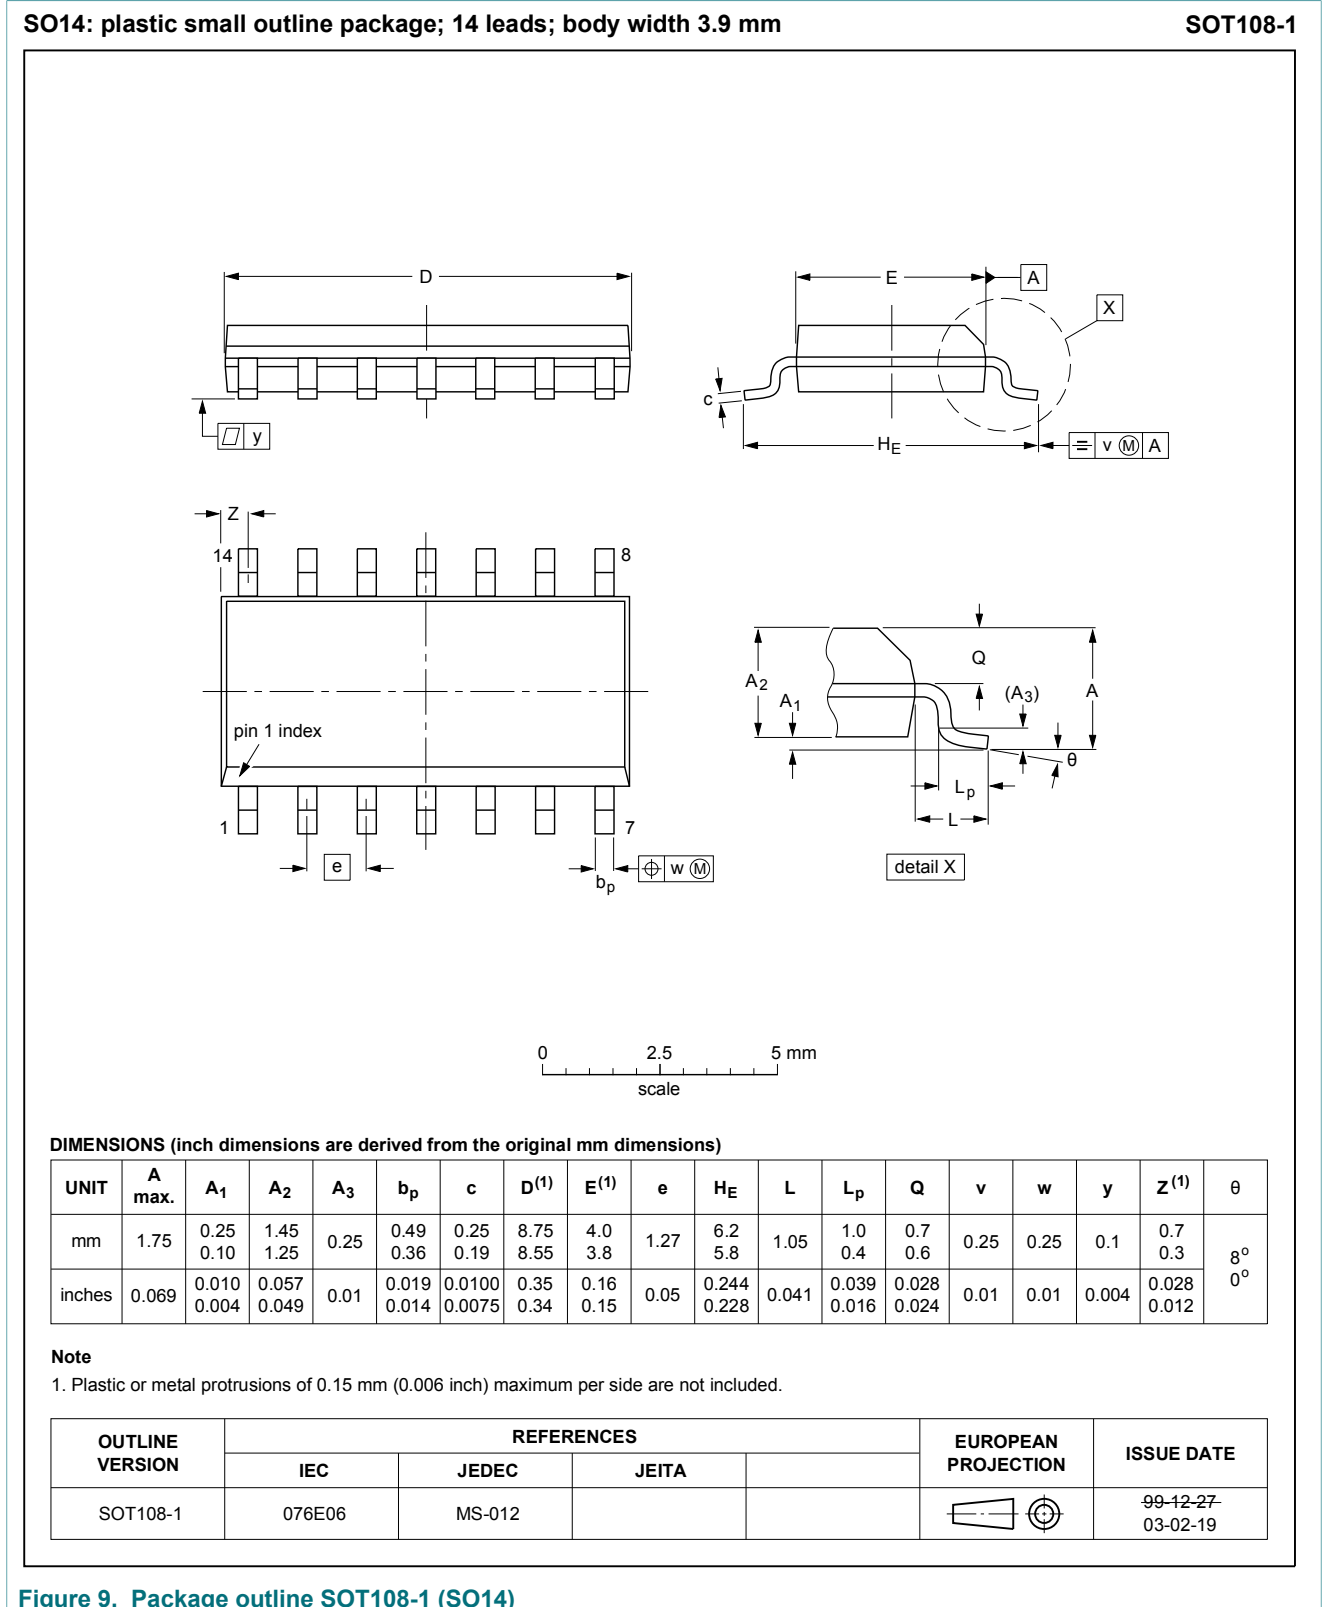 SO14: plastic small outline package; 14 leads; body width 3.9 mm SOT108-1
D
E A
X
c
y
HE
v M A
Z
14 8
Q
A2 A1 (A3) A
pin 1 index
θ
Lp
L
1 7
e
bp
w M
detail X
0 2.5 5 mm
scale
DIMENSIONS (inch dimensions are derived from the original mm dimensions)
UNIT A max. A1 A2 A3 bp c D(1) E(1) e HE L Lp Q v w y Z(1) θ
mm 1.75 0.25 0.10 1.45 1.25 0.25 0.49 0.36 0.25 0.19 8.75 8.55 4.0 3.8 1.27 6.2 5.8 1.05 1.0 0.4 0.7 0.6 0.25 0.25 0.1 0.7 0.3 8o 0o
inches 0.069 0.010 0.004 0.057 0.049 0.01 0.019 0.014 0.0100 0.0075 0.35 0.34 0.16 0.15 0.05 0.244 0.228 0.041 0.039 0.016 0.028 0.024 0.01 0.01 0.004 0.028 0.012
Note
1. Plastic or metal protrusions of 0.15 mm (0.006 inch) maximum per side are not included.
OUTLINE VERSION REFERENCES EUROPEAN PROJECTION ISSUE DATE
IEC JEDEC JEITA
SOT108-1 076E06 MS-012 99-12-27
03-02-19
Figure 9. Package outline SOT108-1 (SO14)